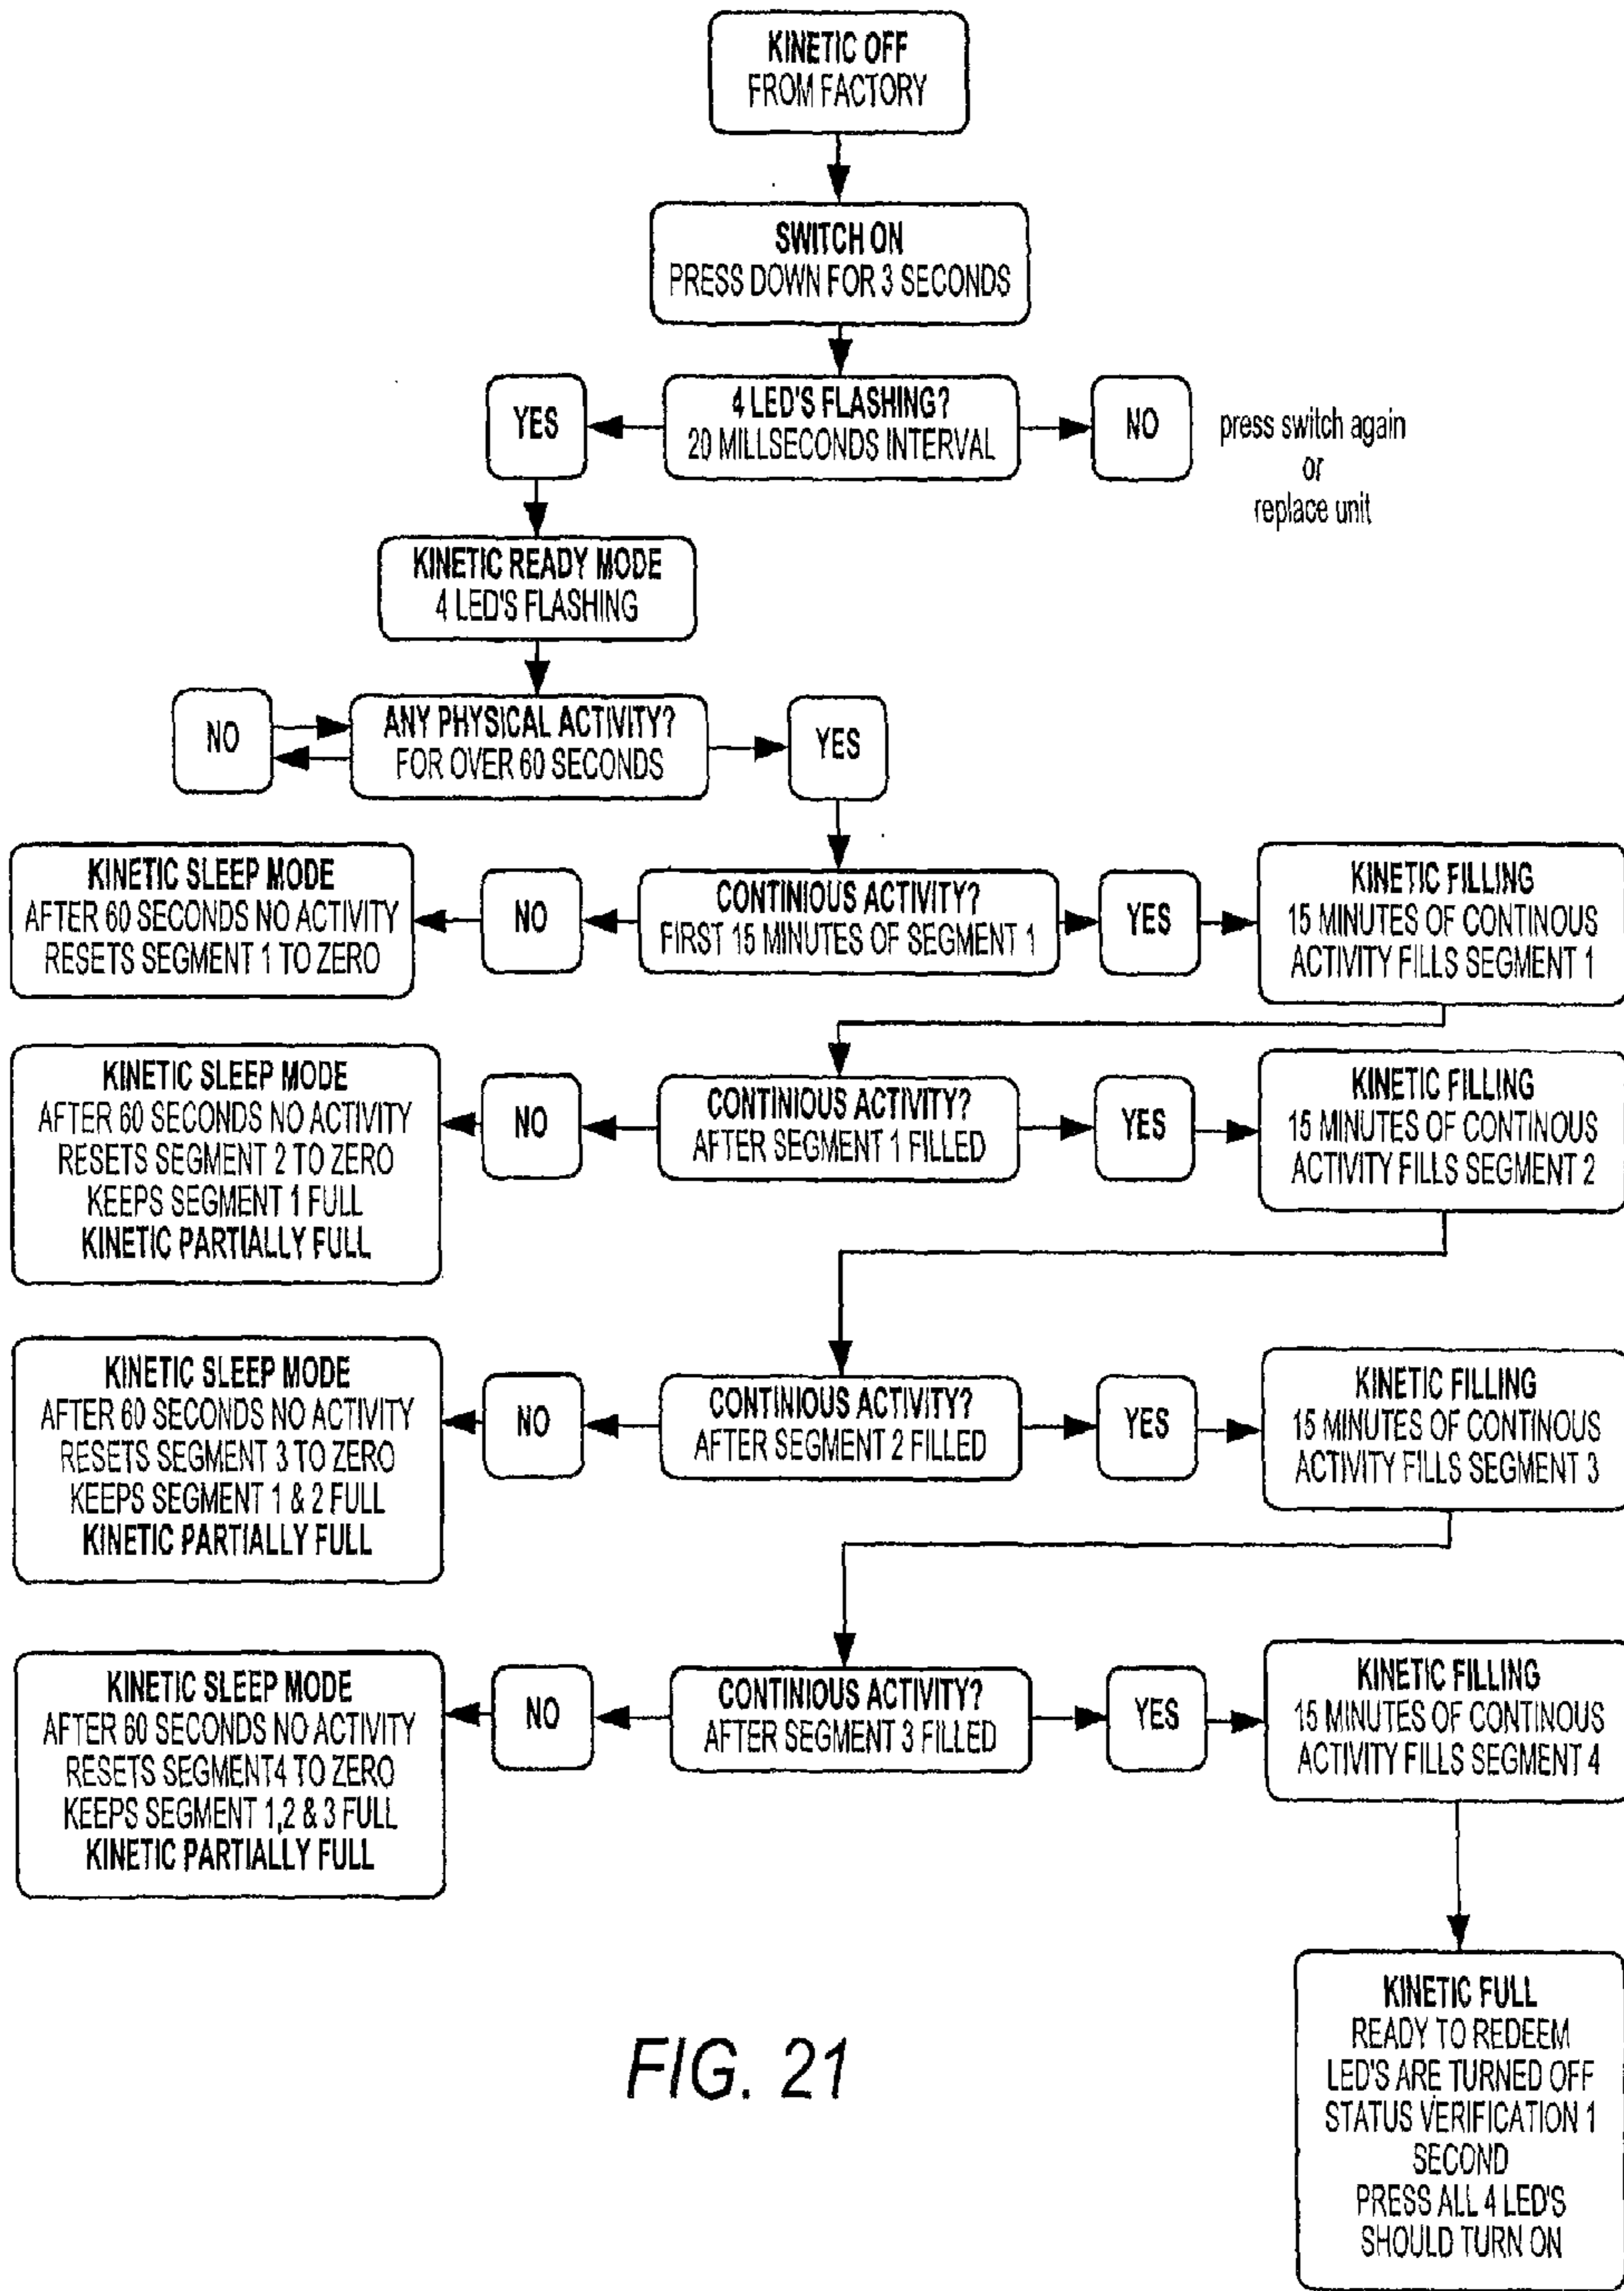 KINETIC OFF
FROM FACTORY
SWITCH ON
PRESS DOWN FOR 3 SECONDS
YES
4 LED'S FLASHING?
20 MILLSECONDS INTERVAL
NO
press switch again
or
replace unit
KINETIC READY MODE
4 LED'S FLASHING
NO
ANY PHYSICAL ACTIVITY?
FOR OVER 60 SECONDS
YES
KINETIC SLEEP MODE
AFTER 60 SECONDS NO ACTIVITY
RESETS SEGMENT 1 TO ZERO
NO
CONTINIOUS ACTIVITY?
FIRST 15 MINUTES OF SEGMENT 1
YES
KINETIC FILLING
15 MINUTES OF CONTINOUS
ACTIVITY FILLS SEGMENT 1
KINETIC SLEEP MODE
AFTER 60 SECONDS NO ACTIVITY
RESETS SEGMENT 2 TO ZERO
KEEPS SEGMENT 1 FULL
KINETIC PARTIALLY FULL
NO
CONTINIOUS ACTIVITY?
AFTER SEGMENT 1 FILLED
YES
KINETIC FILLING
15 MINUTES OF CONTINOUS
ACTIVITY FILLS SEGMENT 2
KINETIC SLEEP MODE
AFTER 60 SECONDS NO ACTIVITY
RESETS SEGMENT 3 TO ZERO
KEEPS SEGMENT 1 & 2 FULL
KINETIC PARTIALLY FULL
NO
CONTINIOUS ACTIVITY?
AFTER SEGMENT 2 FILLED
YES
KINETIC FILLING
15 MINUTES OF CONTINOUS
ACTIVITY FILLS SEGMENT 3
KINETIC SLEEP MODE
AFTER 60 SECONDS NO ACTIVITY
RESETS SEGMENT4 TO ZERO
KEEPS SEGMENT 1,2 & 3 FULL
KINETIC PARTIALLY FULL
NO
CONTINIOUS ACTIVITY?
AFTER SEGMENT 3 FILLED
YES
KINETIC FILLING
15 MINUTES OF CONTINOUS
ACTIVITY FILLS SEGMENT 4
KINETIC FULL
READY TO REDEEM
LED'S ARE TURNED OFF
STATUS VERIFICATION 1
SECOND
PRESS ALL 4 LED'S
SHOULD TURN ON
FIG. 21